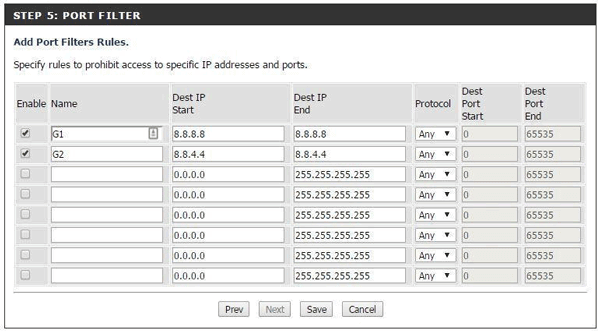 STEP 5: PORT FILTER
Add Port Filters Rules.
Specify rules to prohibit access to specific IP addresses and ports.
Enable Name Dest IP Start Dest IP End Protocol Dest Port Start Dest Port End
G1 8.8.8.8 8.8.8.8 Any 0 65535
G2 8.8.4.4 8.8.4.4 Any 0 65535
0.0.0.0 255.255.255.255 Any 0 65535
0.0.0.0 255.255.255.255 Any 0 65535
0.0.0.0 255.255.255.255 Any 0 65535
0.0.0.0 255.255.255.255 Any 0 65535
0.0.0.0 255.255.255.255 Any 0 65535
0.0.0.0 255.255.255.255 Any 0 65535
Prev Next Save Cancel